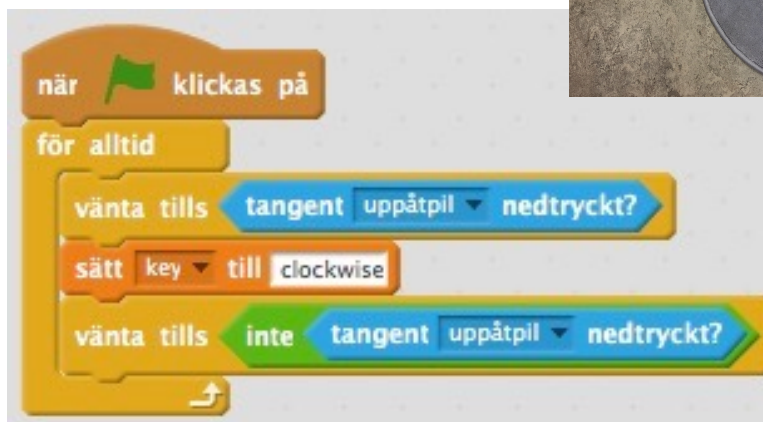 när klickas på
för alltid
vänta tills tangent uppåtpil nedtryckt?
sätt key till clockwise
vänta tills inte tangent uppåtpil nedtryckt?